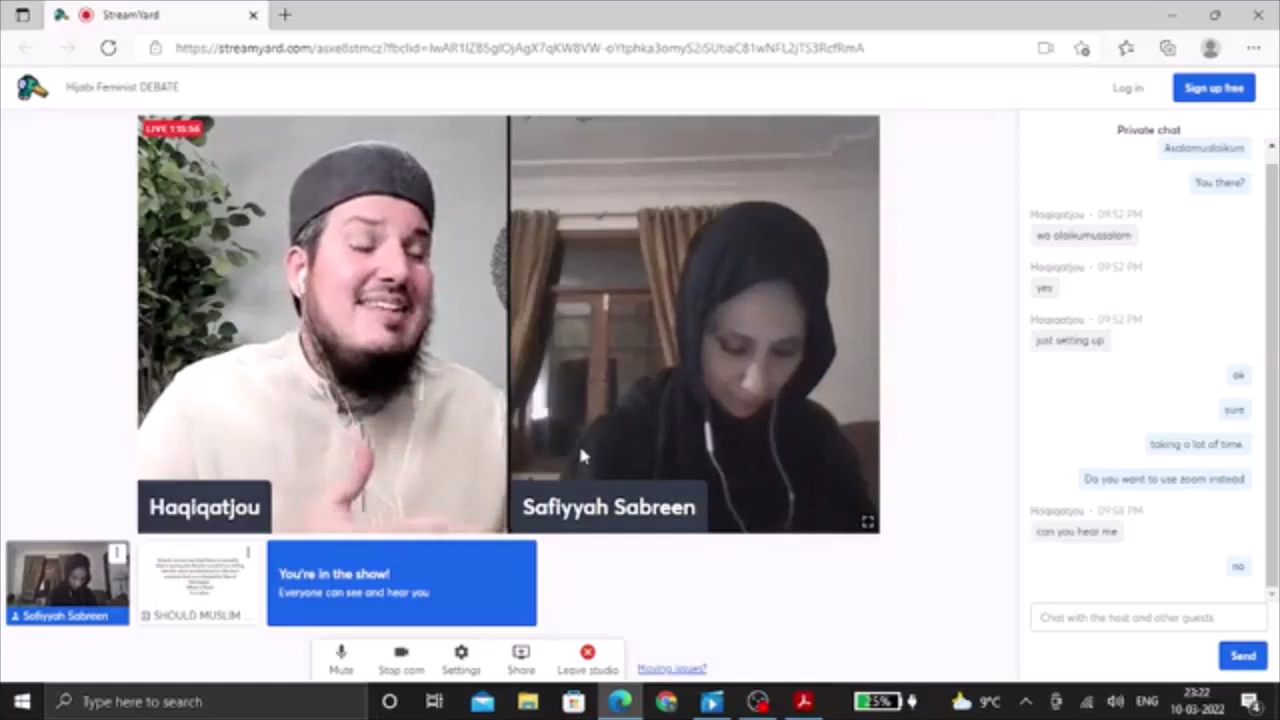 StreamYard
Hijabi Feminist DEBATE
Log in
Sign up free
LIVE
Haqiqatjou
Safiyyah Sabreen
Private chat
Asalamualaikum
You there?
Haqiqatjou • 09:52 PM
wa alaikumussalam
Haqiqatjou • 09:52 PM
yes
Haqiqatjou • 09:52 PM
just setting up
ok
sure
taking a lot of time.
Do you want to use zoom instead
Haqiqatjou • 09:58 PM
can you hear me
no
Chat with the host and other guests
Send
Safiyyah Sabreen
SHOULD MUSLIM ...
You're in the show!
Everyone can see and hear you
Mute
Stop cam
Settings
Share
Leave studio
Having issues?
Type here to search
25%
9°C
ENG
23:22
10-03-2022
4